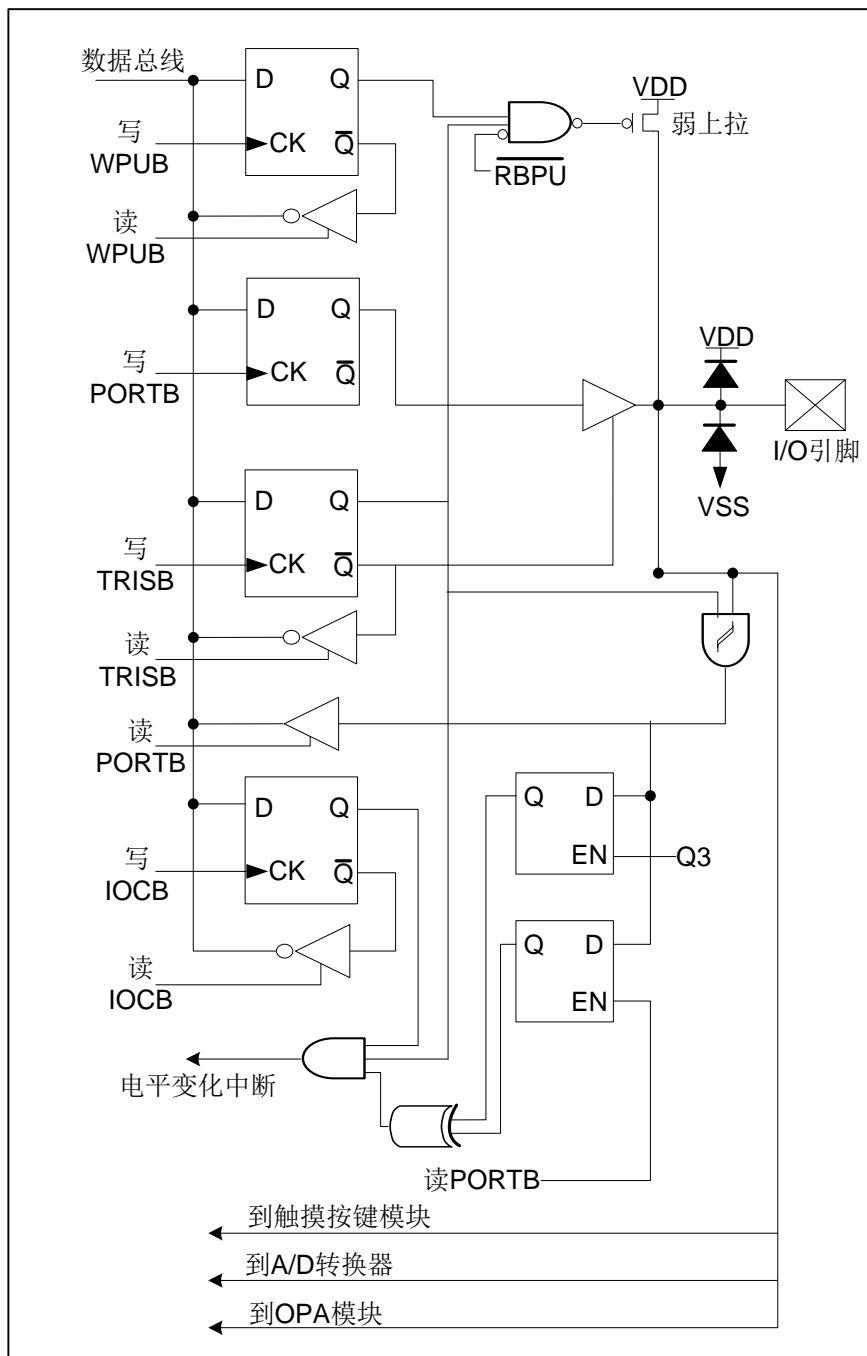 数据总线
D
Q
写
WPUB
CK
Q̅
读
WPUB
VDD
弱上拉
R̅B̅P̅U̅
D
Q
写
PORTB
CK
Q̅
VDD
I/O引脚
VSS
D
Q
写
TRISB
CK
Q̅
读
TRISB
读
PORTB
D
Q
写
IOCB
CK
Q̅
读
IOCB
Q
D
EN
Q3
Q
D
EN
电平变化中断
读PORTB
到触摸按键模块
到A/D转换器
到OPA模块